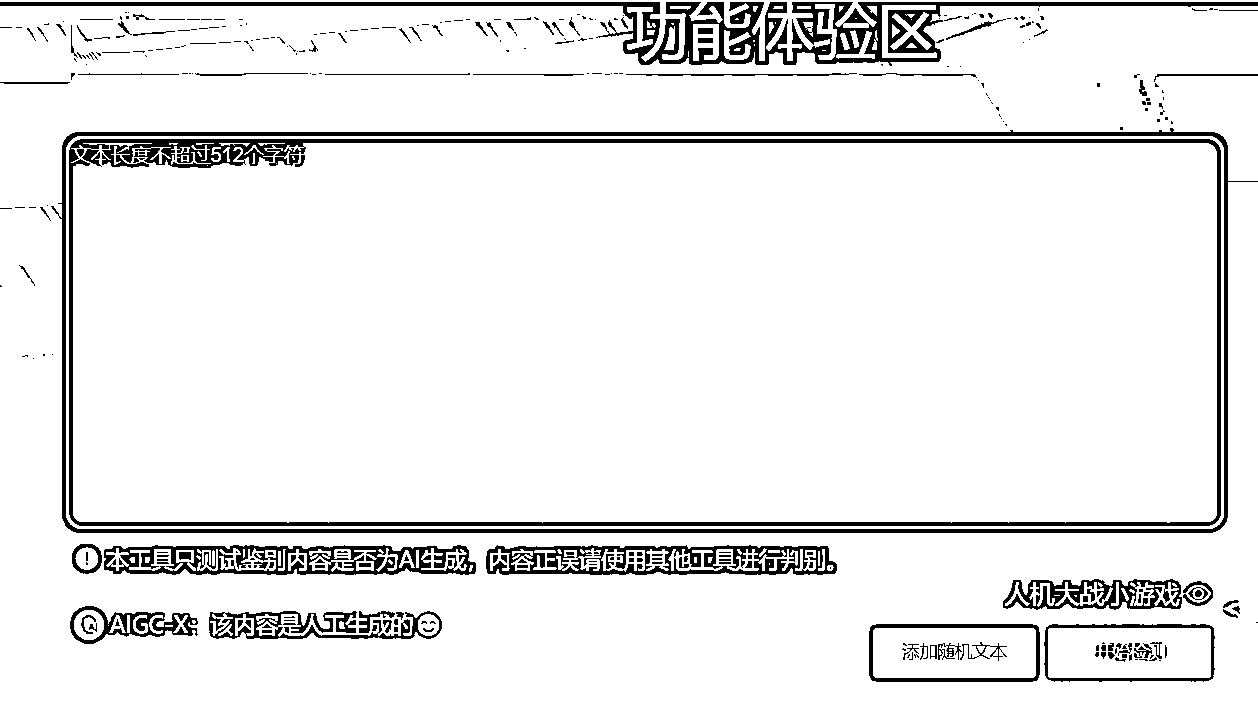 功能体验区
文本长度不超过512个字符
本工具只测试鉴别内容是否为AI生成，内容正误请使用其他工具进行判别。
人机大战小游戏
AIGC-X：该内容是人工生成的
添加随机文本
开始检测